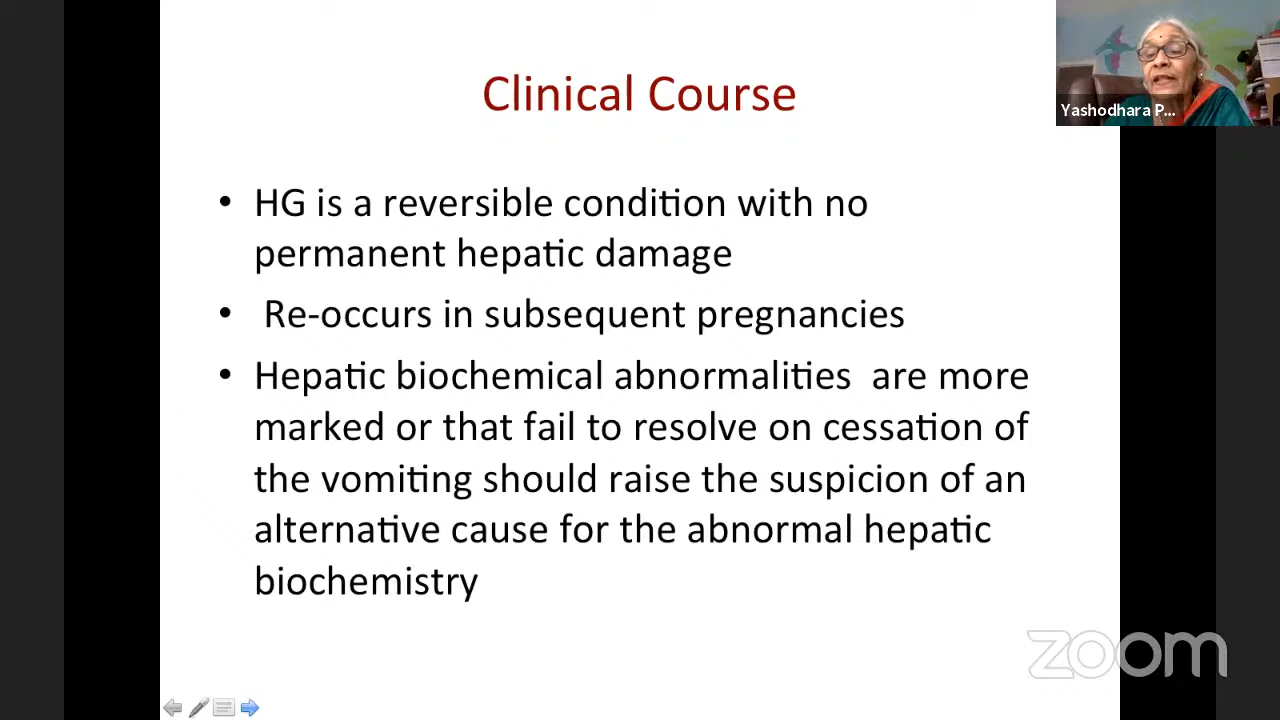 Clinical Course
Yashodhara P...
• HG is a reversible condition with no
permanent hepatic damage
• Re-occurs in subsequent pregnancies
• Hepatic biochemical abnormalities are more
marked or that fail to resolve on cessation of
the vomiting should raise the suspicion of an
alternative cause for the abnormal hepatic
biochemistry
zoom